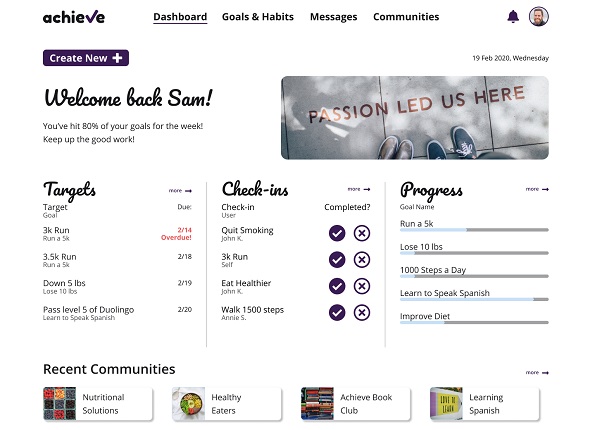 achieve
Dashboard Goals & Habits Messages Communities
Create New
19 Feb 2020, Wednesday
Welcome back Sam!
You've hit 80% of your goals for the week!
Keep up the good work!
PASSION LED US HERE
Targets
more
Target
Due:
Goal
3k Run
2/14
Run a 5k
Overdue!
3.5k Run
2/18
Run a 5k
Down 5 lbs
2/19
Lose 10 lbs
Pass level 5 of Duolingo
2/20
Learn to Speak Spanish
Check-ins
more
Check-in
Completed?
User
Quit Smoking
John K.
3k Run
Self
Eat Healthier
John K.
Walk 1500 steps
Annie S.
Progress
more
Goal Name
Run a 5k
Lose 10 lbs
1000 Steps a Day
Learn to Speak Spanish
Improve Diet
Recent Communities
more
Nutritional
Solutions
Healthy
Eaters
Achieve Book
Club
Learning
Spanish